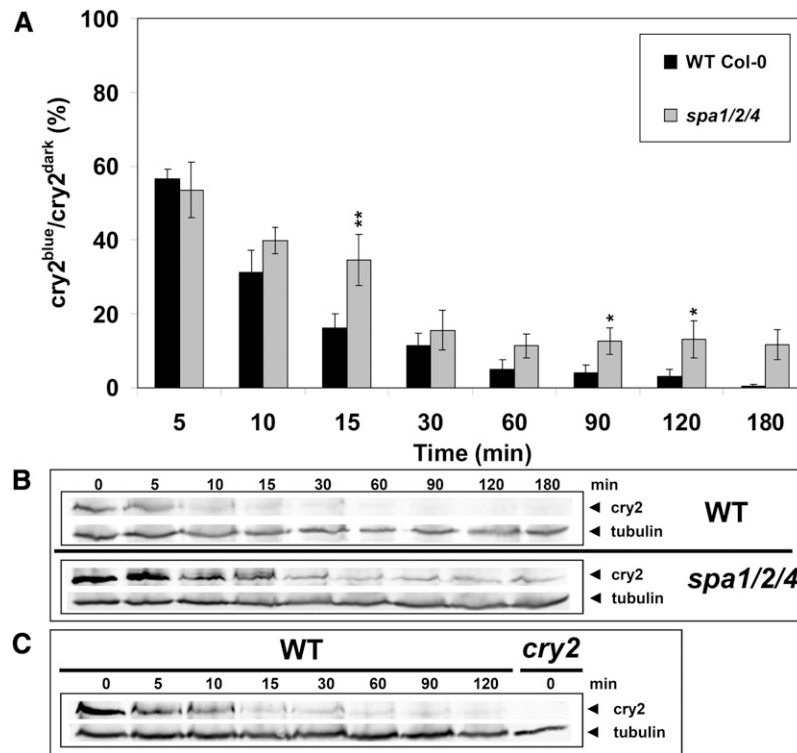 A
100
80
60
40
20
0
cry2blue/cry2dark (%)
WT Col-0
spa1/2/4
**
*
*
5 10 15 30 60 90 120 180
Time (min)
B
0 5 10 15 30 60 90 120 180 min
cry2
tubulin
WT
cry2
tubulin
spa1/2/4
C
WT cry2
0 5 10 15 30 60 90 120 0 min
cry2
tubulin